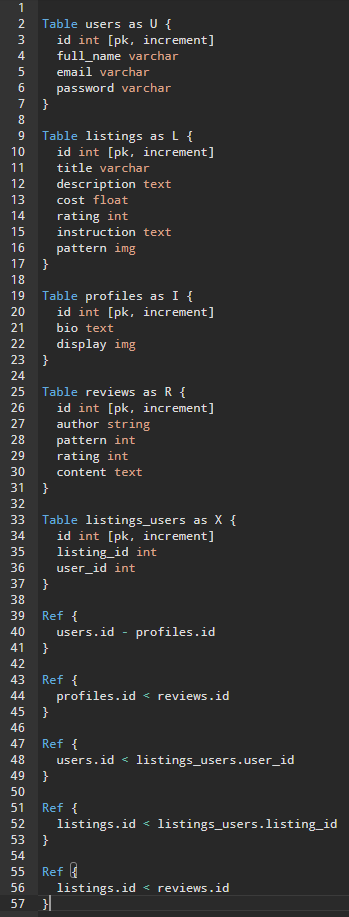 1
2 Table users as U {
3   id int [pk, increment]
4   full_name varchar
5   email varchar
6   password varchar
7 }
8
9 Table listings as L {
10   id int [pk, increment]
11   title varchar
12   description text
13   cost float
14   rating int
15   instruction text
16   pattern img
17 }
18
19 Table profiles as I {
20   id int [pk, increment]
21   bio text
22   display img
23 }
24
25 Table reviews as R {
26   id int [pk, increment]
27   author string
28   pattern int
29   rating int
30   content text
31 }
32
33 Table listings_users as X {
34   id int [pk, increment]
35   listing_id int
36   user_id int
37 }
38
39 Ref {
40   users.id - profiles.id
41 }
42
43 Ref {
44   profiles.id < reviews.id
45 }
46
47 Ref {
48   users.id < listings_users.user_id
49 }
50
51 Ref {
52   listings.id < listings_users.listing_id
53 }
54
55 Ref {
56   listings.id < reviews.id
57 }